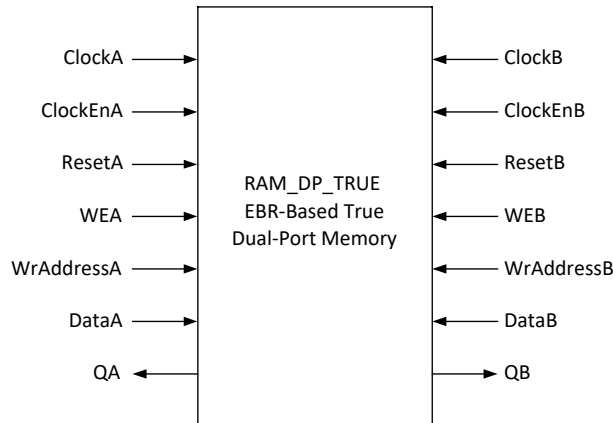 ClockA
ClockEnA
ResetA
WEA
WrAddressA
DataA
QA
RAM_DP_TRUE
EBR-Based True
Dual-Port Memory
ClockB
ClockEnB
ResetB
WEB
WrAddressB
DataB
QB